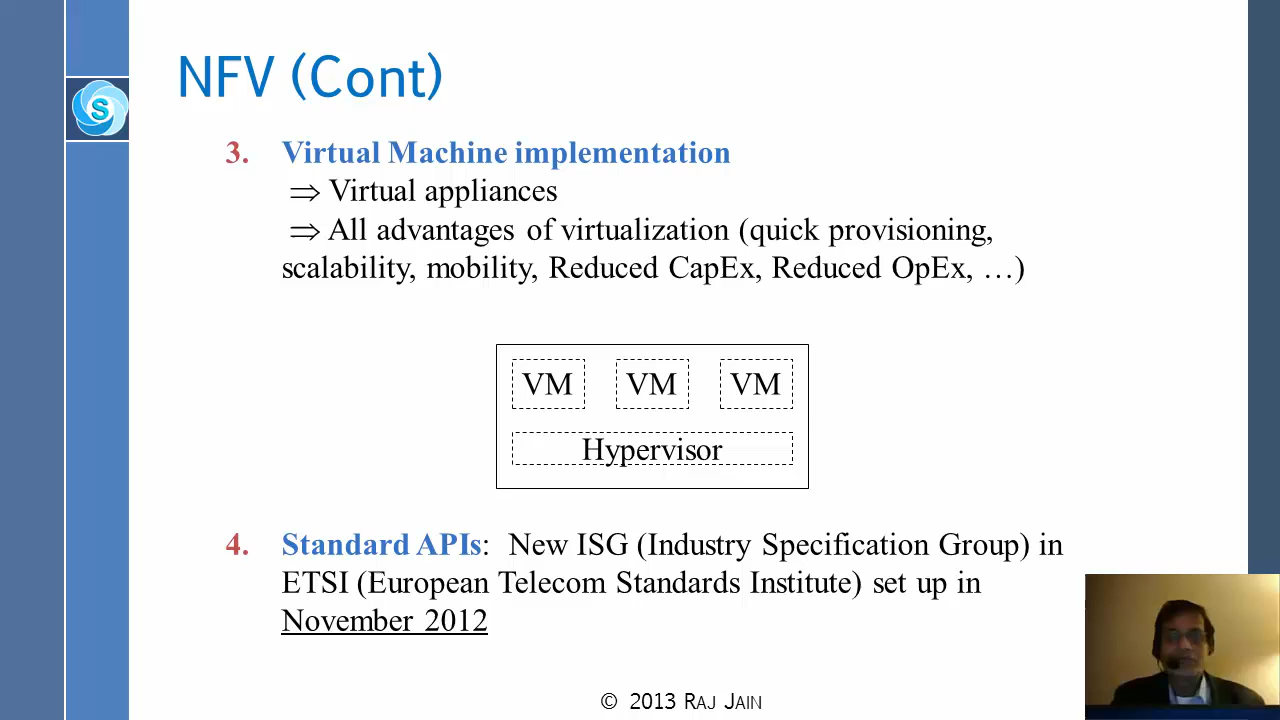 NFV (Cont)
S
3. Virtual Machine implementation
⇒ Virtual appliances
⇒ All advantages of virtualization (quick provisioning,
scalability, mobility, Reduced CapEx, Reduced OpEx, …)
VM VM VM
Hypervisor
4. Standard APIs: New ISG (Industry Specification Group) in
ETSI (European Telecom Standards Institute) set up in
November 2012
© 2013 RAJ JAIN